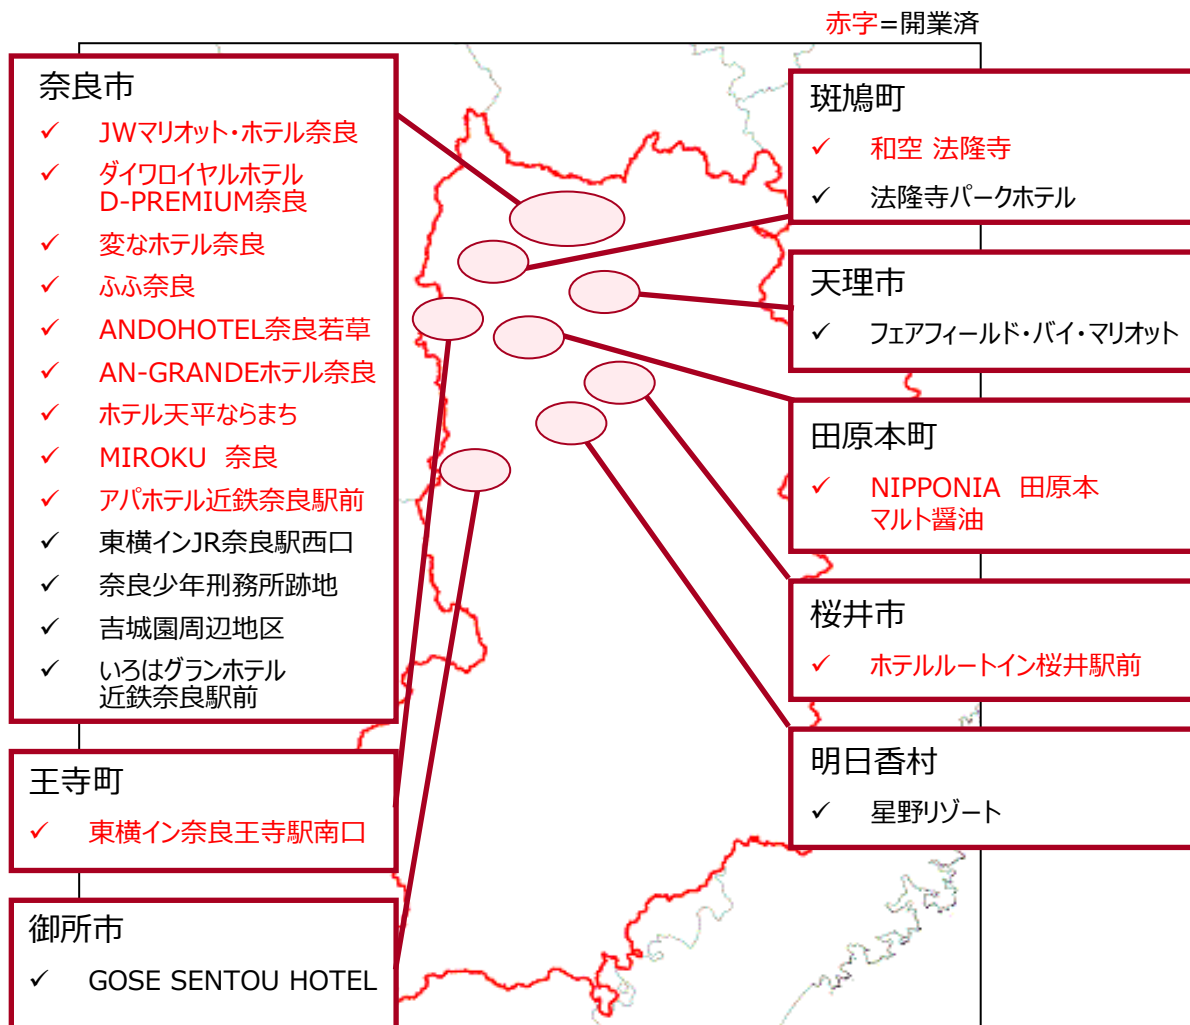 赤字=開業済
奈良市
✓ JWマリオット・ホテル奈良
✓ ダイワロイヤルホテル
D-PREMIUM奈良
✓ 変なホテル奈良
✓ ふふ奈良
✓ ANDOHOTEL奈良若草
✓ AN-GRANDEホテル奈良
✓ ホテル天平ならまち
✓ MIROKU 奈良
✓ アパホテル近鉄奈良駅前
✓ 東横インJR奈良駅西口
✓ 奈良少年刑務所跡地
✓ 吉城園周辺地区
✓ いろはグランホテル
近鉄奈良駅前
王寺町
✓ 東横イン奈良王寺駅南口
御所市
✓ GOSE SENTOU HOTEL
斑鳩町
✓ 和空 法隆寺
✓ 法隆寺パークホテル
天理市
✓ フェアフィールド・バイ・マリオット
田原本町
✓ NIPPONIA 田原本
マルト醤油
桜井市
✓ ホテルルートイン桜井駅前
明日香村
✓ 星野リゾート